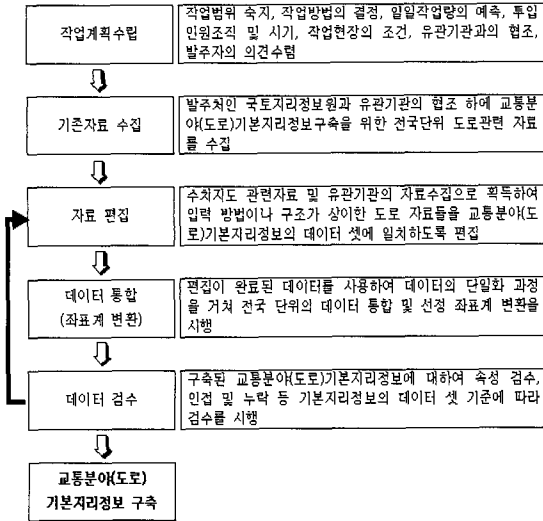 작업계획수립
작업범위 숙지, 작업방법의 결정, 일일작업량의 예측, 투입
인원조직 및 시기, 작업현장의 조건, 유관기관과의 협조,
발주자의 의견수렴
기존자료 수집
발주처인 국토지리정보원과 유관기관의 협조 하에 교통분
야(도로)기본지리정보구축을 위한 전국단위 도로관련 자료
를 수집
자료 편집
수치지도 관련자료 및 유관기관의 자료수집으로 획득하여
입력 방법이나 구조가 상이한 도로 자료들을 교통분야(도
로)기본지리정보의 데이터 셋에 일치하도록 편집
데이터 통합
(좌표계 변환)
편집이 완료된 데이터를 사용하여 데이터의 단일화 과정
을 거쳐 전국 단위의 데이터 통합 및 선정 좌표계 변환을
시행
데이터 검수
구축된 교통분야(도로)기본지리정보에 대하여 속성 검수,
인접 및 누락 등 기본지리정보의 데이터 셋 기준에 따라
검수를 시행
교통분야(도로)
기본지리정보 구축